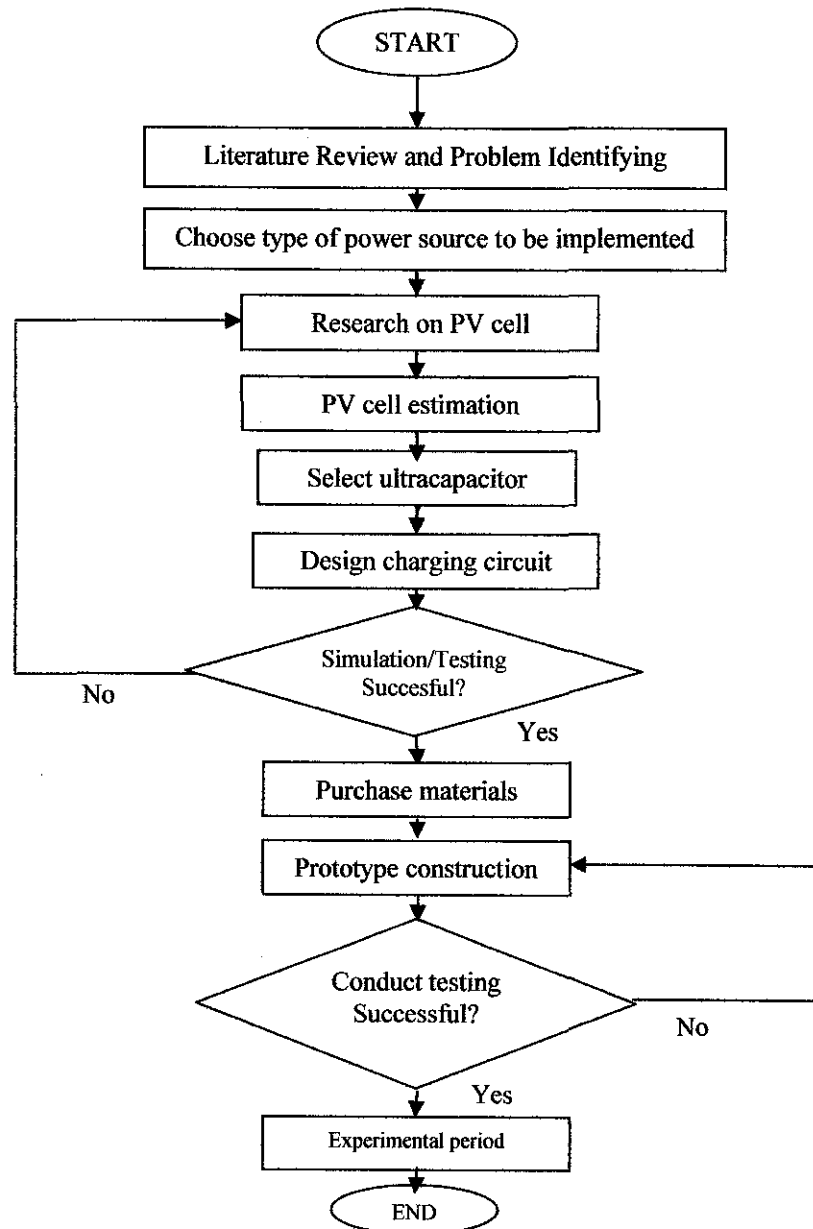 START
Literature Review and Problem Identifying
Choose type of power source to be implemented
Research on PV cell
PV cell estimation
Select ultracapacitor
Design charging circuit
Simulation/Testing
Succesful?
No
Yes
Purchase materials
Prototype construction
Conduct testing
Successful?
No
Yes
Experimental period
END